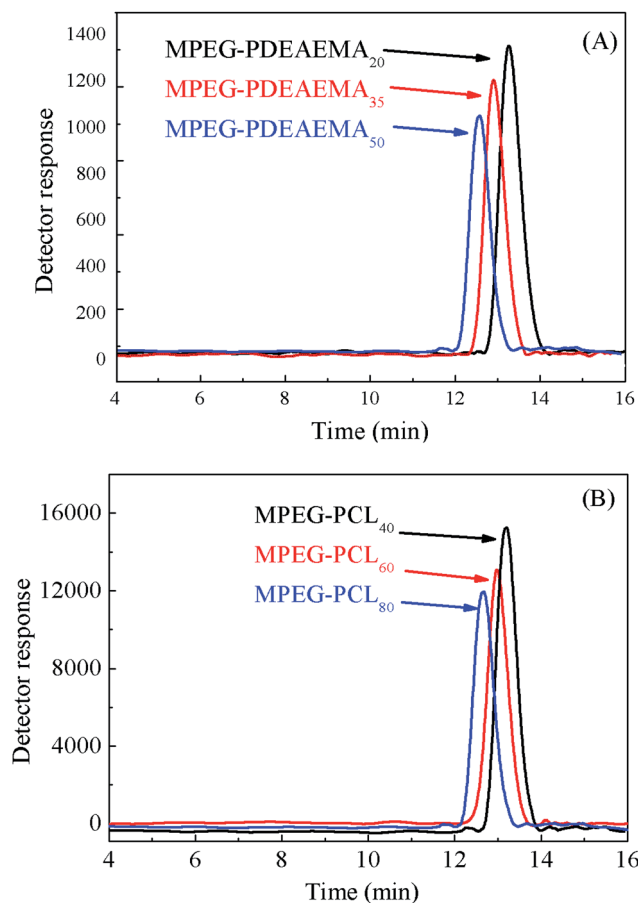 (A)
MPEG-PDEAEMA20
MPEG-PDEAEMA35
MPEG-PDEAEMA50
Detector response
1400
1200
1000
800
600
400
200
0
4 6 8 10 12 14 16
Time (min)
(B)
MPEG-PCL40
MPEG-PCL60
MPEG-PCL80
Detector response
16000
12000
8000
4000
0
4 6 8 10 12 14 16
Time (min)